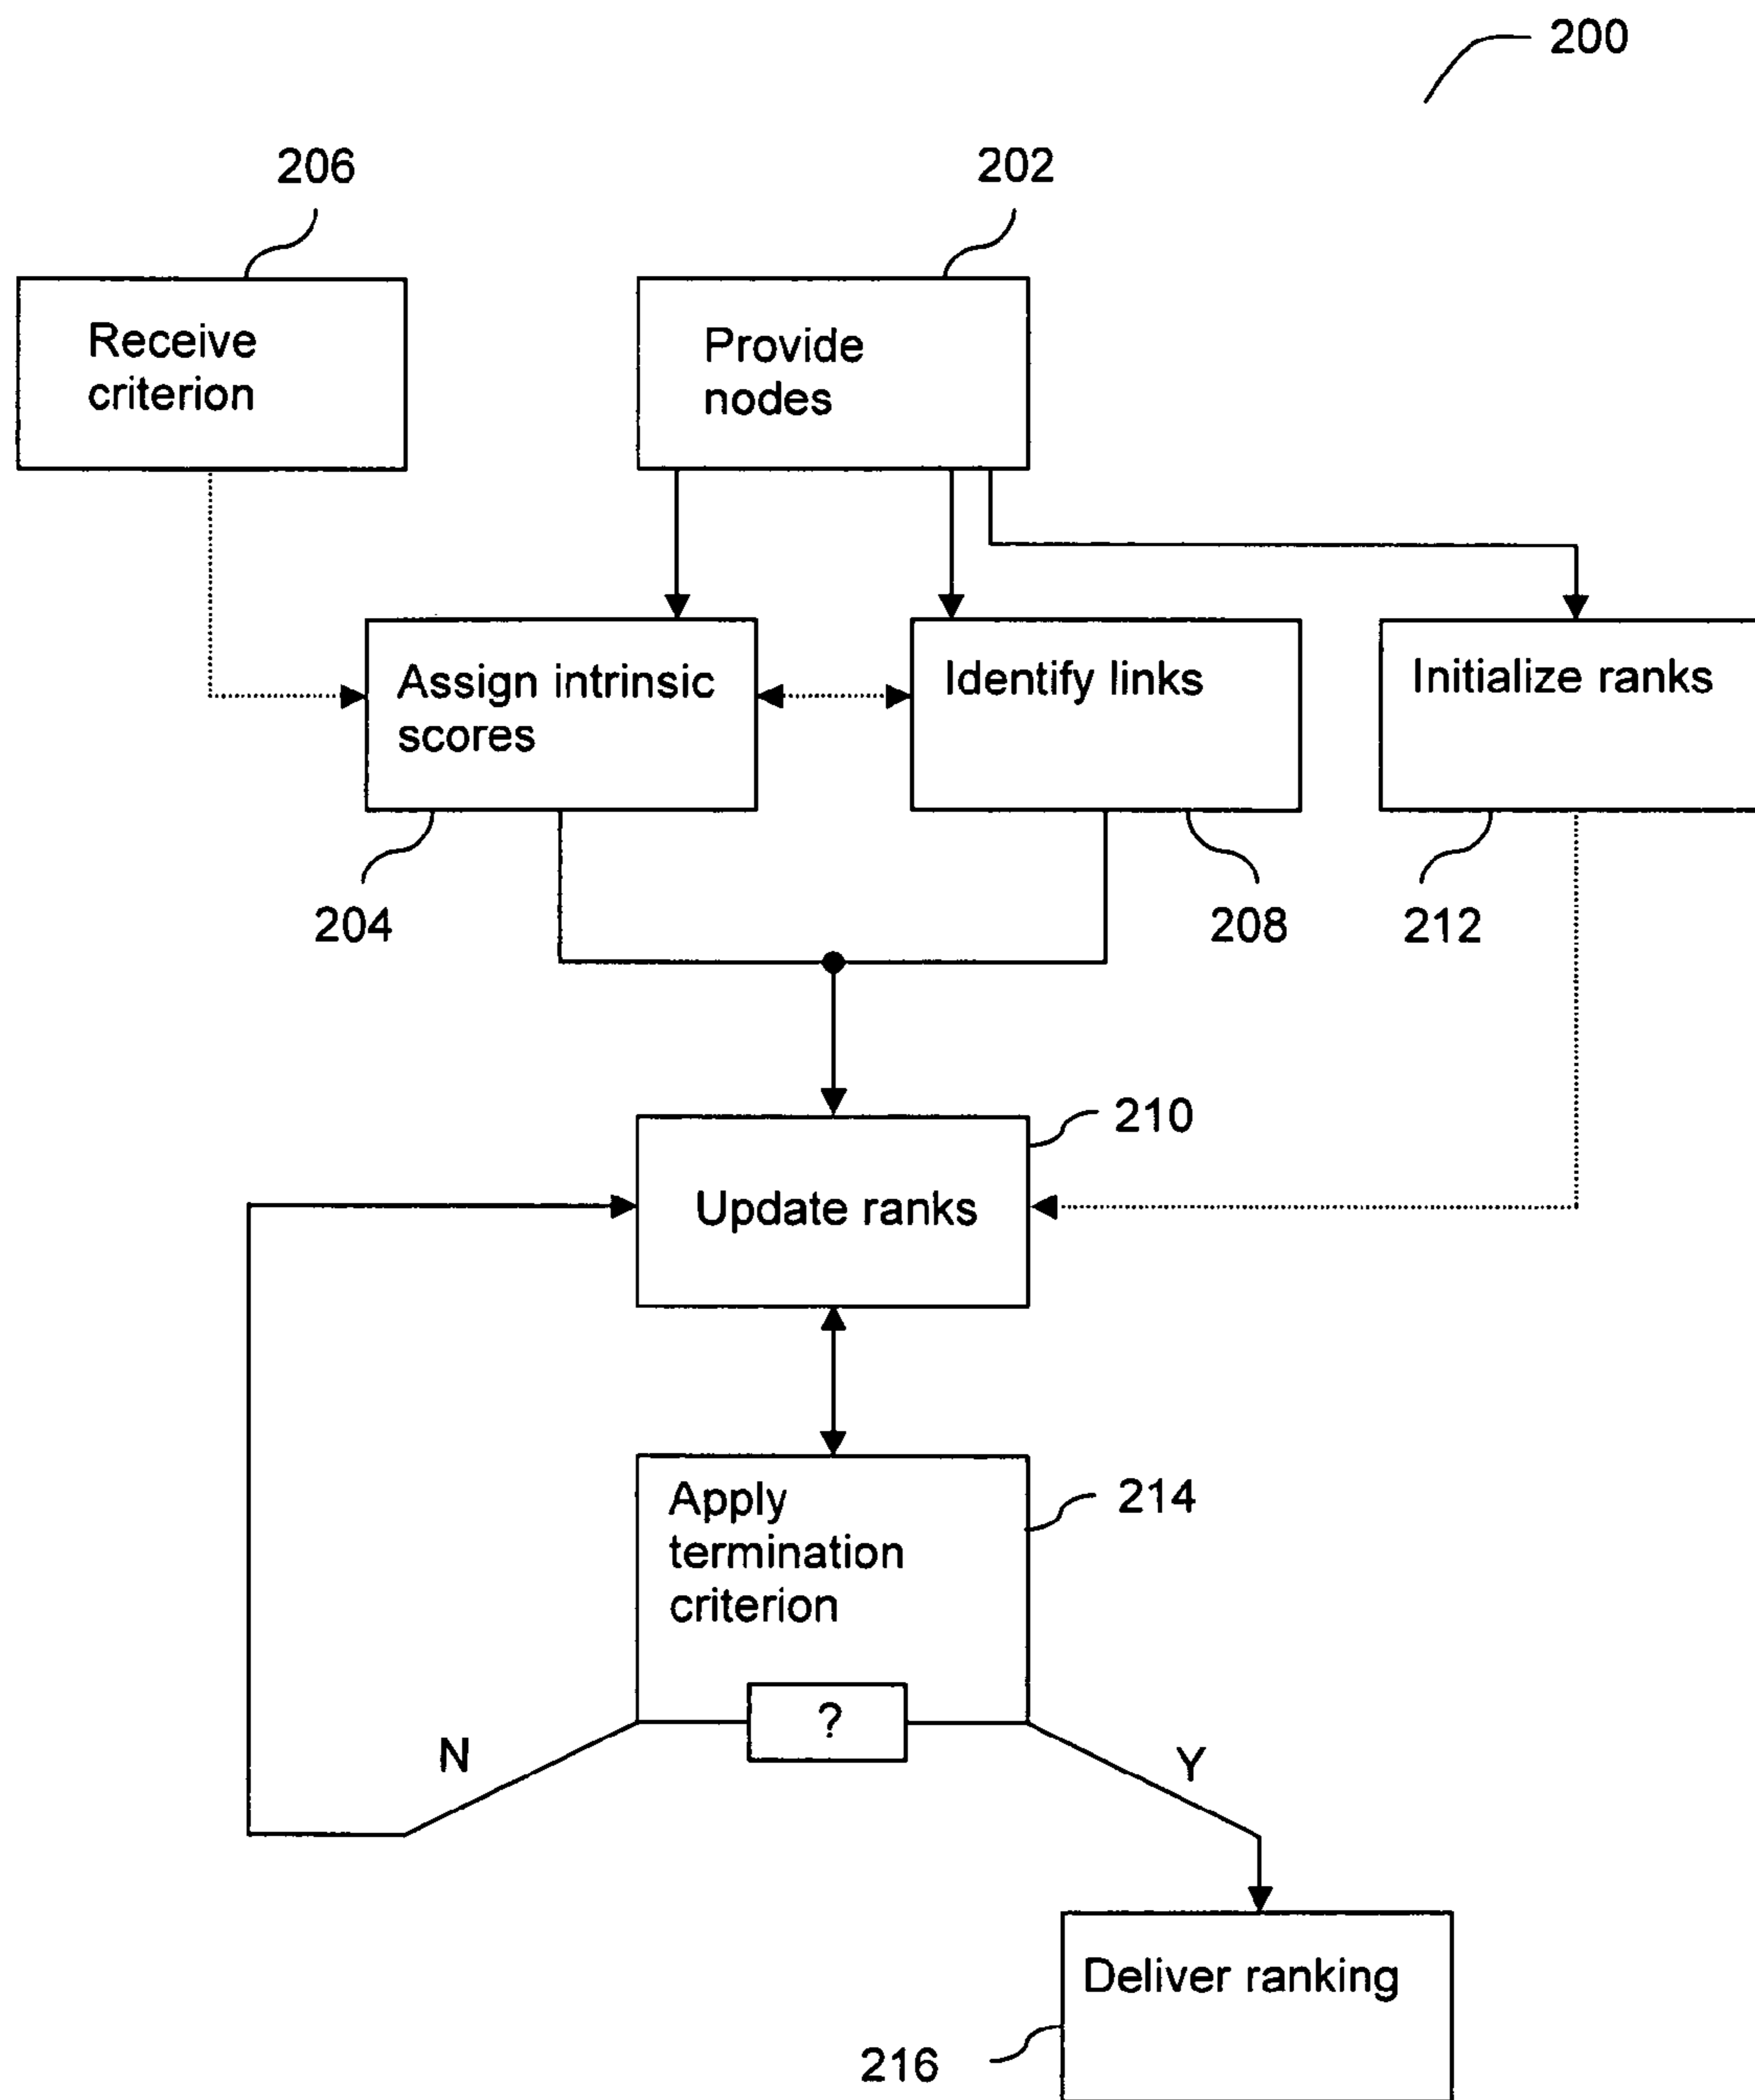 200
206
202
Receive
criterion
Provide
nodes
Assign intrinsic
scores
Identify links
Initialize ranks
204
208
212
210
Update ranks
Apply
termination
criterion
214
?
N
Y
Deliver ranking
216